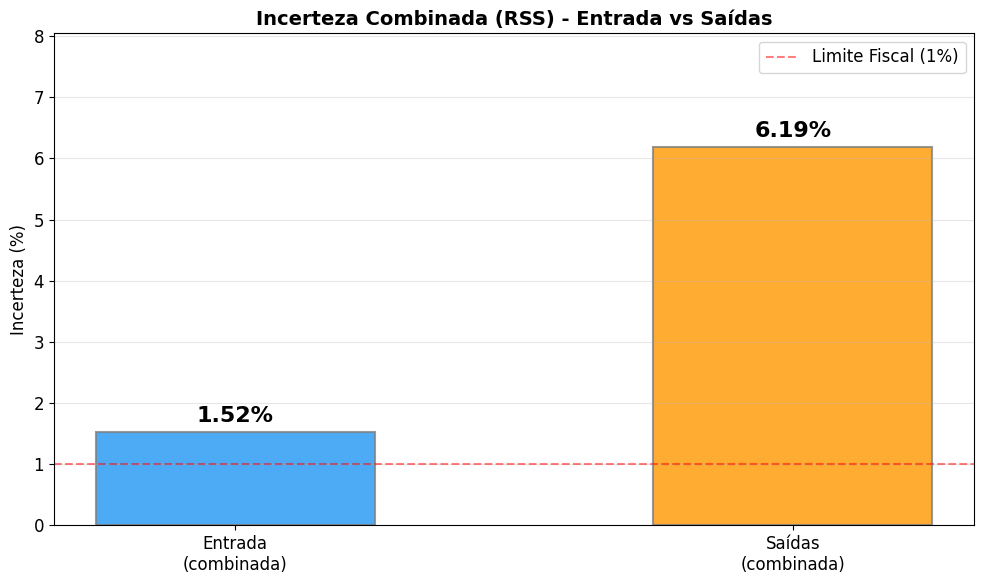 Incerteza Combinada (RSS) - Entrada vs Saídas
Limite Fiscal (1%)
Incerteza (%)
8
7
6
5
4
3
2
1
0
1.52%
6.19%
Entrada
(combinada)
Saídas
(combinada)